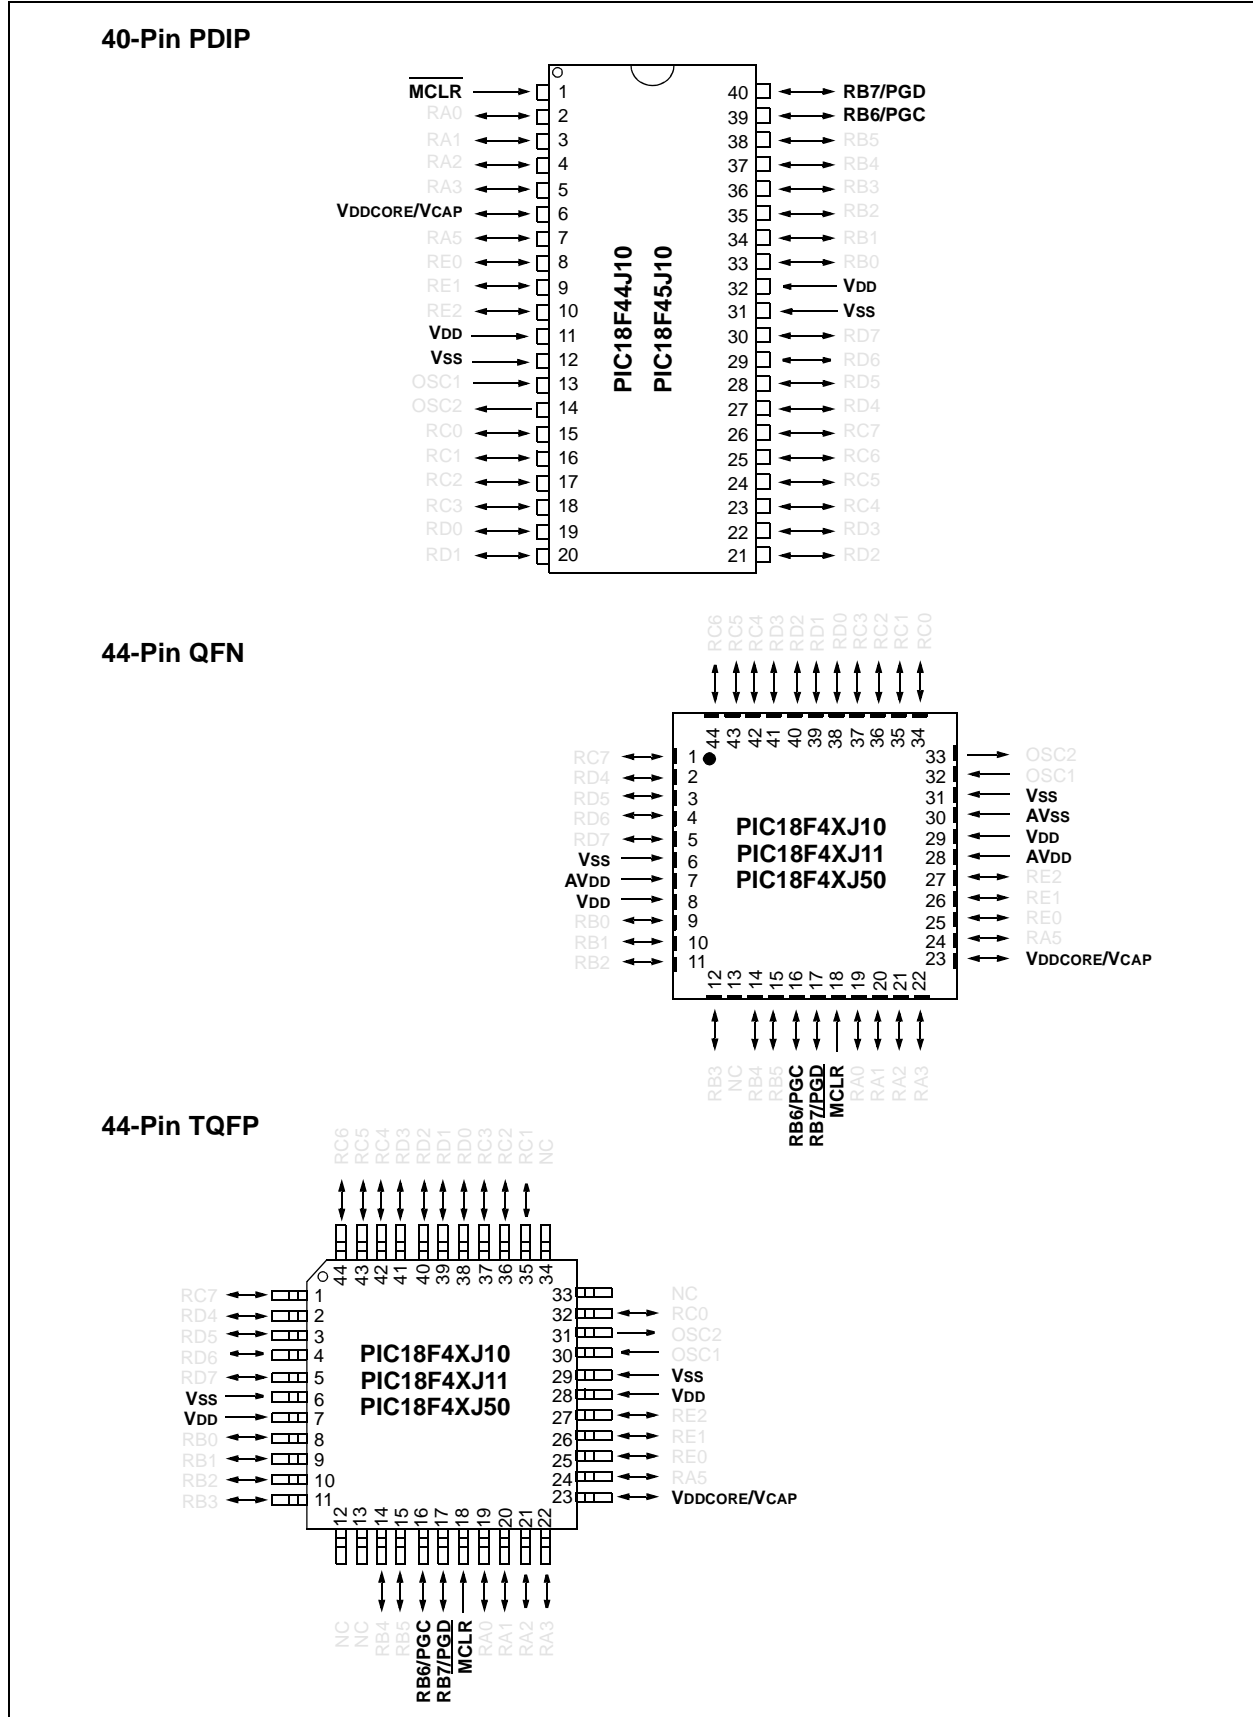 40-Pin PDIP
MCLR 1 40 RB7/PGD
RA0 2 39 RB6/PGC
RA1 3 38 RB5
RA2 4 37 RB4
RA3 5 36 RB3
VDDCORE/VCAP 6 35 RB2
RA5 7 34 RB1
RE0 8 33 RB0
RE1 9 32 VDD
RE2 10 31 VSS
VDD 11 30 RD7
VSS 12 29 RD6
OSC1 13 28 RD5
OSC2 14 27 RD4
RC0 15 26 RC7
RC1 16 25 RC6
RC2 17 24 RC5
RC3 18 23 RC4
RD0 19 22 RD3
RD1 20 21 RD2
PIC18F44J10
PIC18F45J10
44-Pin QFN
RC6 RC5 RC4 RD3 RD2 RD1 RD0 RC3 RC2 RC1 RC0
44 43 42 41 40 39 38 37 36 35 34
RC7 1 33 OSC2
RD4 2 32 OSC1
RD5 3 31 VSS
RD6 4 30 AVSS
RD7 5 29 VDD
VSS 6 28 AVDD
AVDD 7 27 RE2
VDD 8 26 RE1
RB0 9 25 RE0
RB1 10 24 RA5
RB2 11 23 VDDCORE/VCAP
PIC18F4XJ10
PIC18F4XJ11
PIC18F4XJ50
12 13 14 15 16 17 18 19 20 21 22
RB3 NC RB4 RB5 RB6/PGC RB7/PGD MCLR RA0 RA1 RA2 RA3
44-Pin TQFP
RC6 RC5 RC4 RD3 RD2 RD1 RD0 RC3 RC2 RC1 NC
44 43 42 41 40 39 38 37 36 35 34
RC7 1 33 NC
RD4 2 32 RC0
RD5 3 31 OSC2
RD6 4 30 OSC1
RD7 5 29 VSS
VSS 6 28 VDD
VDD 7 27 RE2
RB0 8 26 RE1
RB1 9 25 RE0
RB2 10 24 RA5
RB3 11 23 VDDCORE/VCAP
PIC18F4XJ10
PIC18F4XJ11
PIC18F4XJ50
12 13 14 15 16 17 18 19 20 21 22
NC NC RB4 RB5 RB6/PGC RB7/PGD MCLR RA0 RA1 RA2 RA3